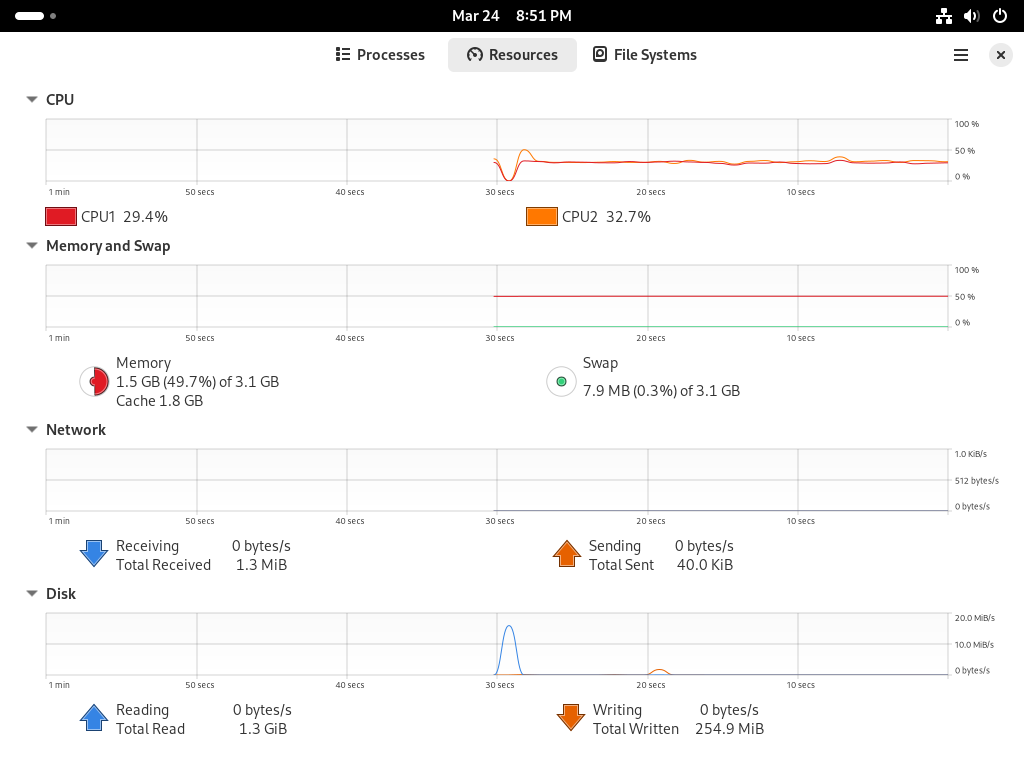 Mar 24 8:51 PM
Processes Resources File Systems
CPU
100 %
50 %
0 %
1 min 50 secs 40 secs 30 secs 20 secs 10 secs
CPU1 29.4% CPU2 32.7%
Memory and Swap
100 %
50 %
0 %
1 min 50 secs 40 secs 30 secs 20 secs 10 secs
Memory
1.5 GB (49.7%) of 3.1 GB
Cache 1.8 GB
Swap
7.9 MB (0.3%) of 3.1 GB
Network
1.0 KiB/s
512 bytes/s
0 bytes/s
1 min 50 secs 40 secs 30 secs 20 secs 10 secs
Receiving 0 bytes/s
Total Received 1.3 MiB
Sending 0 bytes/s
Total Sent 40.0 KiB
Disk
20.0 MiB/s
10.0 MiB/s
0 bytes/s
1 min 50 secs 40 secs 30 secs 20 secs 10 secs
Reading 0 bytes/s
Total Read 1.3 GiB
Writing 0 bytes/s
Total Written 254.9 MiB